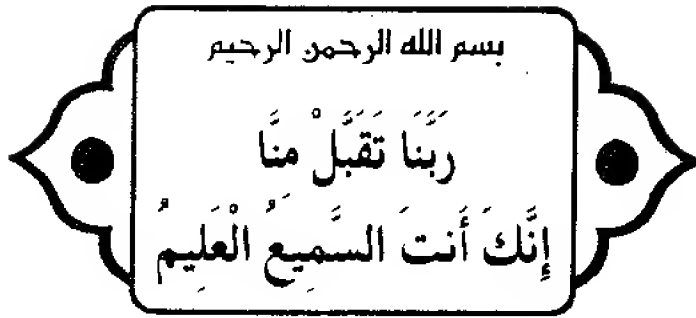 بسم الله الرحمن الرحيم
رَبَّنَا تَقَبَّلْ مِنَّا
إِنَّكَ أَنتَ السَّمِيعُ الْعَلِيمُ